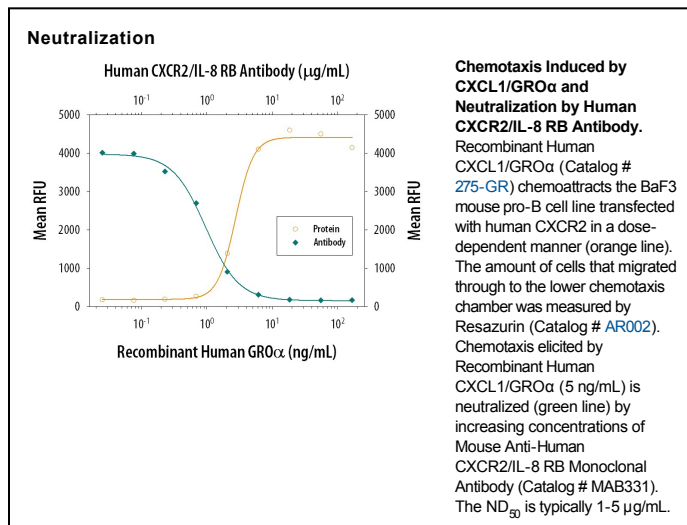 Neutralization
Human CXCR2/IL-8 RB Antibody (μg/mL)
10-1 100 101 102
5000 5000
4000 4000
3000 3000
2000 2000
1000 1000
0 0
Mean RFU
Mean RFU
Protein
Antibody
10-1 100 101 102
Recombinant Human GROα (ng/mL)
Chemotaxis Induced by
CXCL1/GROα and
Neutralization by Human
CXCR2/IL-8 RB Antibody.
Recombinant Human
CXCL1/GROα (Catalog #
275-GR) chemoattracts the BaF3
mouse pro-B cell line transfected
with human CXCR2 in a dose-
dependent manner (orange line).
The amount of cells that migrated
through to the lower chemotaxis
chamber was measured by
Resazurin (Catalog # AR002).
Chemotaxis elicited by
Recombinant Human
CXCL1/GROα (5 ng/mL) is
neutralized (green line) by
increasing concentrations of
Mouse Anti-Human
CXCR2/IL-8 RB Monoclonal
Antibody (Catalog # MAB331).
The ND50 is typically 1-5 µg/mL.